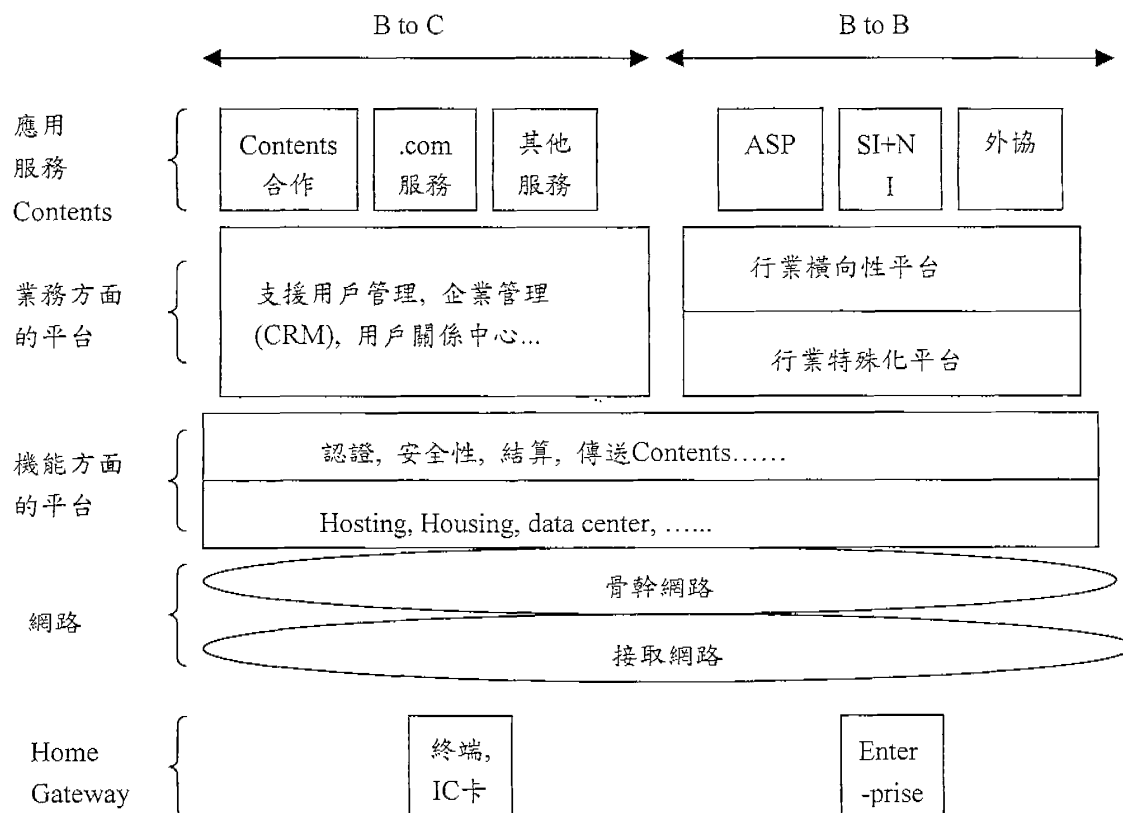 B to C
B to B
應用
服務
Contents
Contents
合作
.com
服務
其他
服務
ASP
SI+N
I
外協
業務方面
的平台
支援用戶管理, 企業管理
(CRM), 用戶關係中心...
行業橫向性平台
行業特殊化平台
機能方面
的平台
認證, 安全性, 結算, 傳送Contents……
Hosting, Housing, data center, …...
網路
骨幹網路
接取網路
Home
Gateway
終端,
IC卡
Enter
-prise